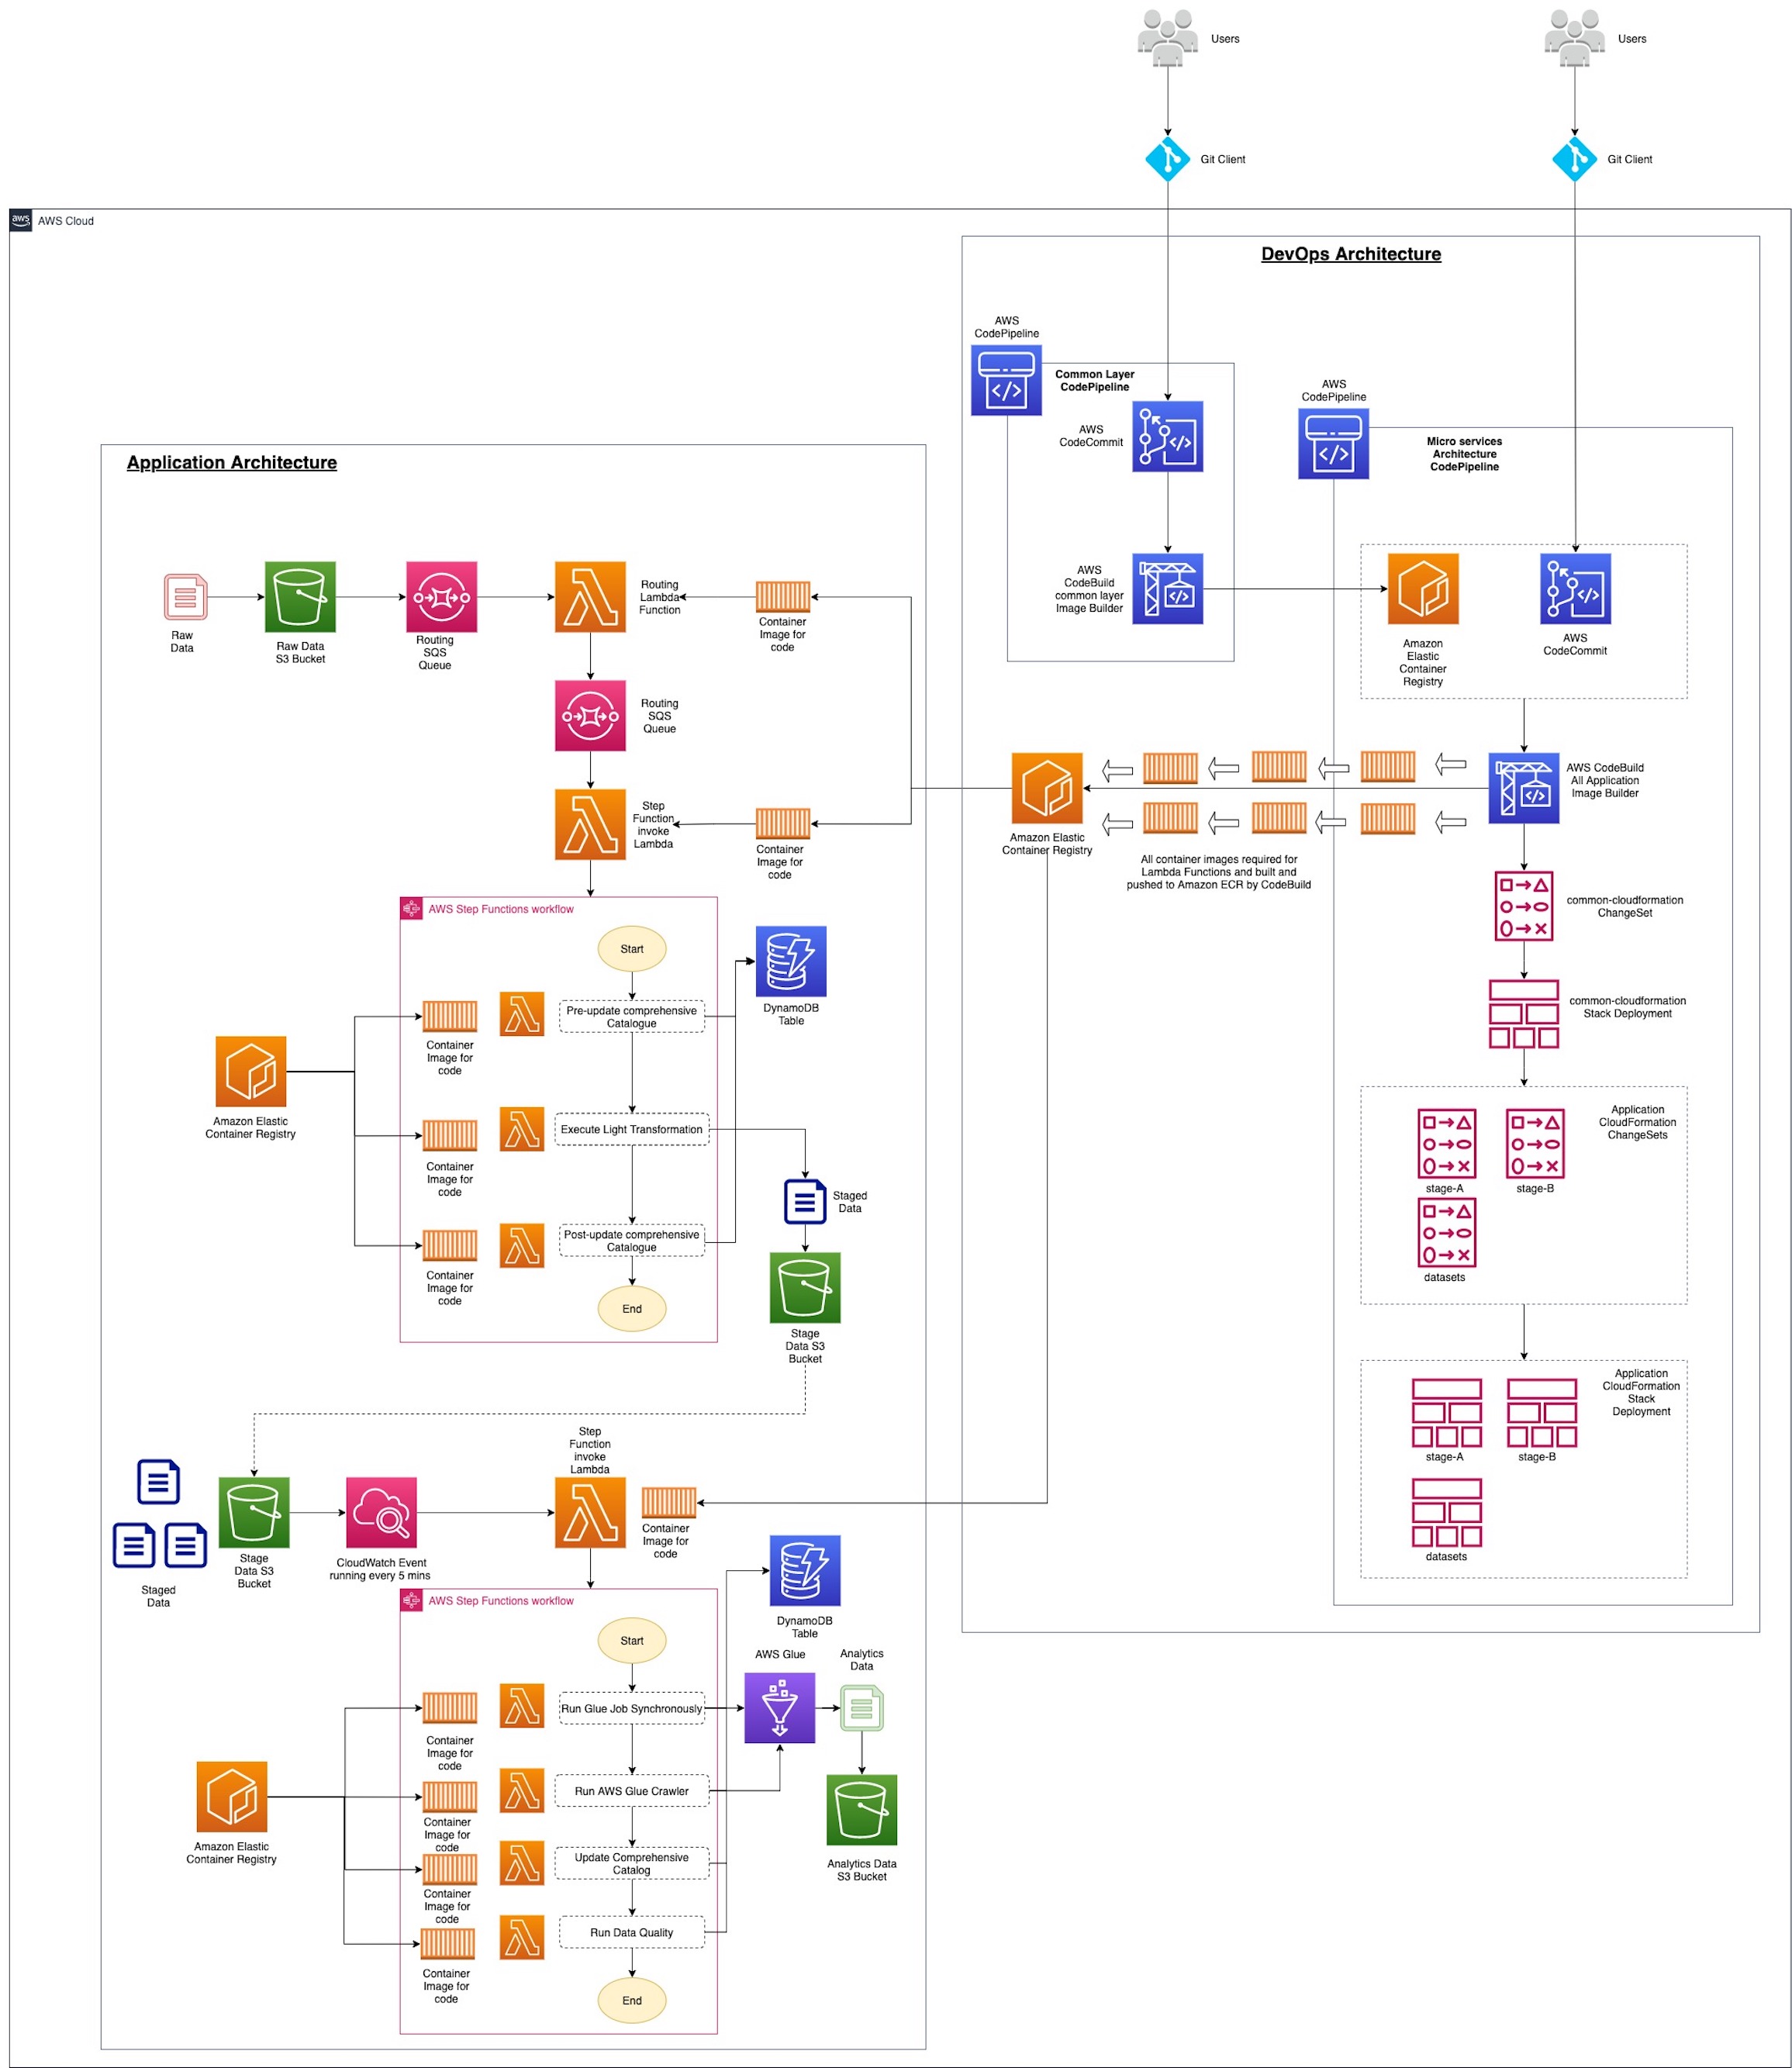 Users
Users
Git Client
Git Client
aws
AWS Cloud
DevOps Architecture
AWS
CodePipeline
Common Layer
CodePipeline
AWS
CodeCommit
AWS
CodePipeline
Micro services
Architecture
CodePipeline
AWS
CodeBuild
common layer
Image Builder
Amazon
Elastic
Container
Registry
AWS
CodeCommit
Amazon Elastic
Container Registry
All container images required for
Lambda Functions and built and
pushed to Amazon ECR by CodeBuild
AWS CodeBuild
All Application
Image Builder
common-cloudformation
ChangeSet
common-cloudformation
Stack Deployment
Application
CloudFormation
ChangeSets
stage-A
stage-B
datasets
Application
CloudFormation
Stack
Deployment
stage-A
stage-B
datasets
Application Architecture
Raw
Data
Raw Data
S3 Bucket
Routing
SQS
Queue
Routing
Lambda
Function
Container
Image for
code
Routing
SQS
Queue
Step
Function
invoke
Lambda
Container
Image for
code
AWS Step Functions workflow
Start
Pre-update comprehensive
Catalogue
Container
Image for
code
DynamoDB
Table
Amazon Elastic
Container Registry
Execute Light Transformation
Container
Image for
code
Staged
Data
Post-update comprehensive
Catalogue
Container
Image for
code
End
Stage
Data S3
Bucket
Step
Function
invoke
Lambda
Staged
Data
Stage
Data S3
Bucket
CloudWatch Event
running every 5 mins
Container
Image for
code
AWS Step Functions workflow
Start
DynamoDB
Table
AWS Glue
Analytics
Data
Run Glue Job Synchronously
Container
Image for
code
Run AWS Glue Crawler
Container
Image for
code
Amazon Elastic
Container Registry
Update Comprehensive
Catalog
Container
Image for
code
Analytics Data
S3 Bucket
Run Data Quality
Container
Image for
code
End